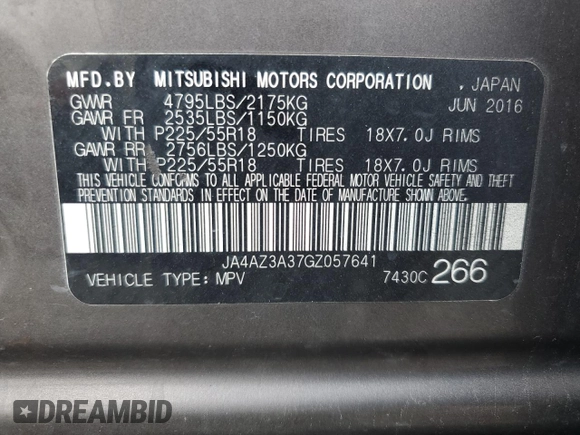 MFD.BY MITSUBISHI MOTORS CORPORATION , JAPAN
GVWR 4795LBS/2175KG JUN 2016
GAWR FR 2535LBS/1150KG
WITH P225/55R18 TIRES 18X7.0J RIMS
GAWR RR 2756LBS/1250KG
WITH P225/55R18 TIRES 18X7.0J RIMS
THIS VEHICLE CONFORMS TO ALL APPLICABLE FEDERAL MOTOR VEHICLE SAFETY AND THEFT
PREVENTION STANDARDS IN EFFECT ON THE DATE OF MANUFACTURE SHOWN ABOVE.
JA4AZ3A37GZ057641
VEHICLE TYPE: MPV 7430C 266
DREAMBID